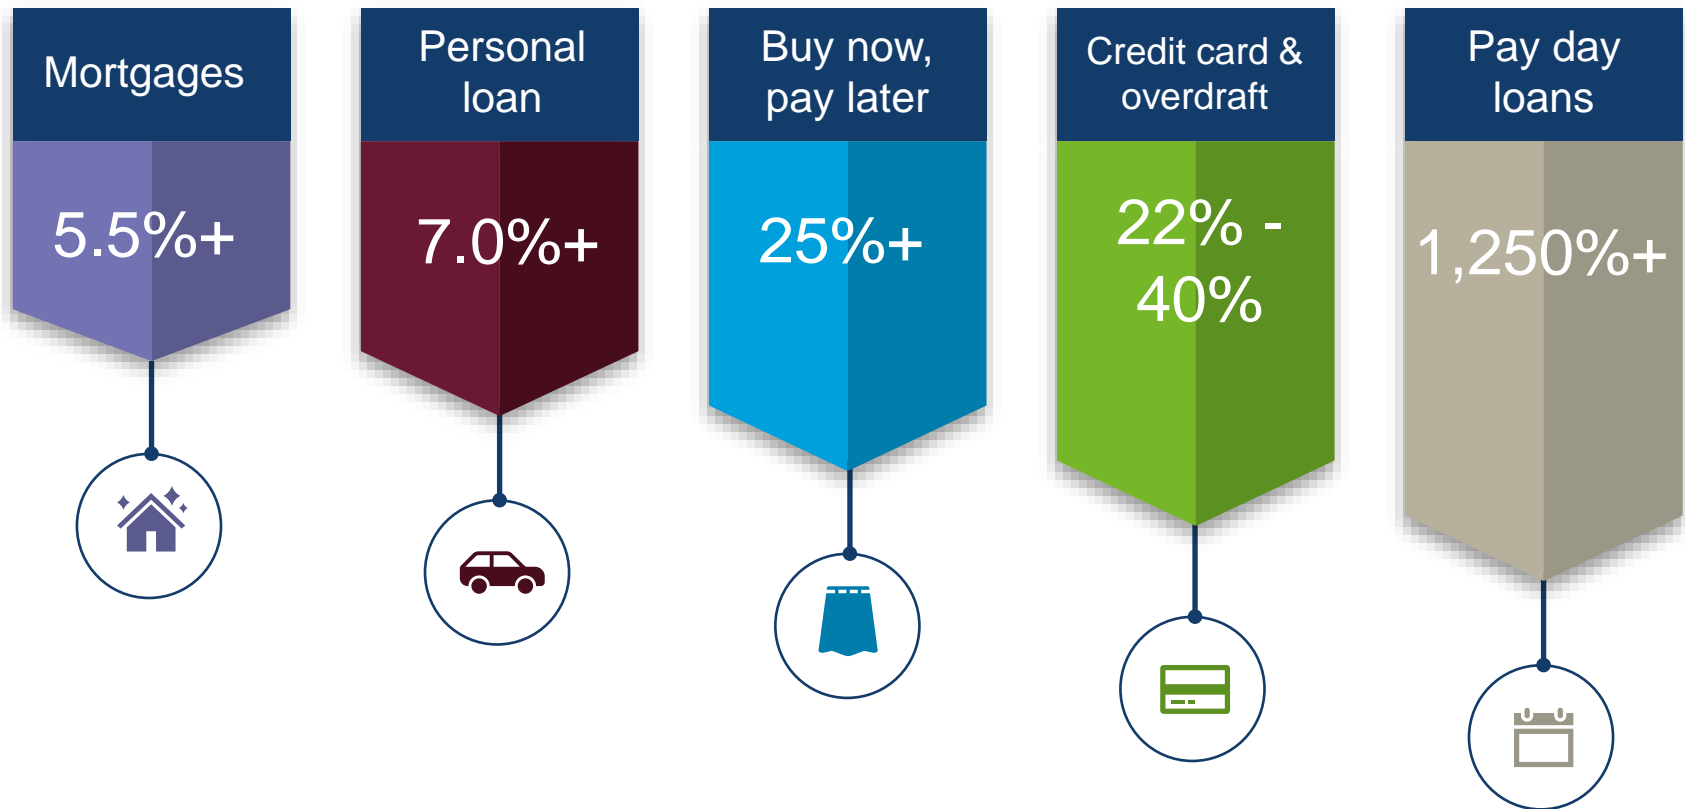 Mortgages
5.5%+
Personal
loan
7.0%+
Buy now,
pay later
25%+
Credit card &
overdraft
22% -
40%
Pay day
loans
1,250%+